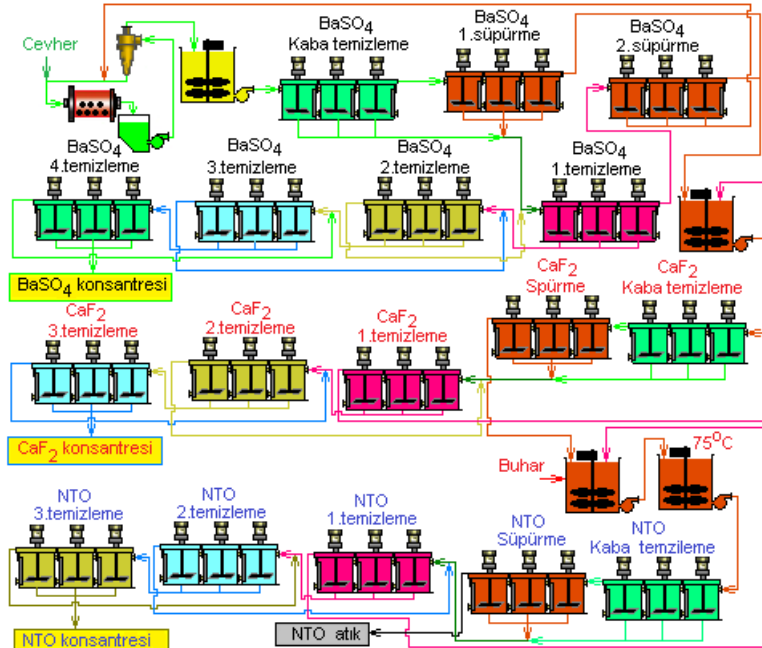 Cevher
BaSO4
Kaba temizleme
BaSO4
1.süpürme
BaSO4
2.süpürme
BaSO4
4.temizleme
BaSO4
3.temizleme
BaSO4
2.temizleme
BaSO4
1.temizleme
BaSO4 konsantresi
CaF2
3.temizleme
CaF2
2.temizleme
CaF2
1.temizleme
CaF2
Spürme
CaF2
Kaba temizleme
CaF2 konsantresi
Buhar
75°C
NTO
3.temizleme
NTO
2.temizleme
NTO
1.temizleme
NTO
Süpürme
NTO
Kaba temzileme
NTO konsantresi
NTO atık